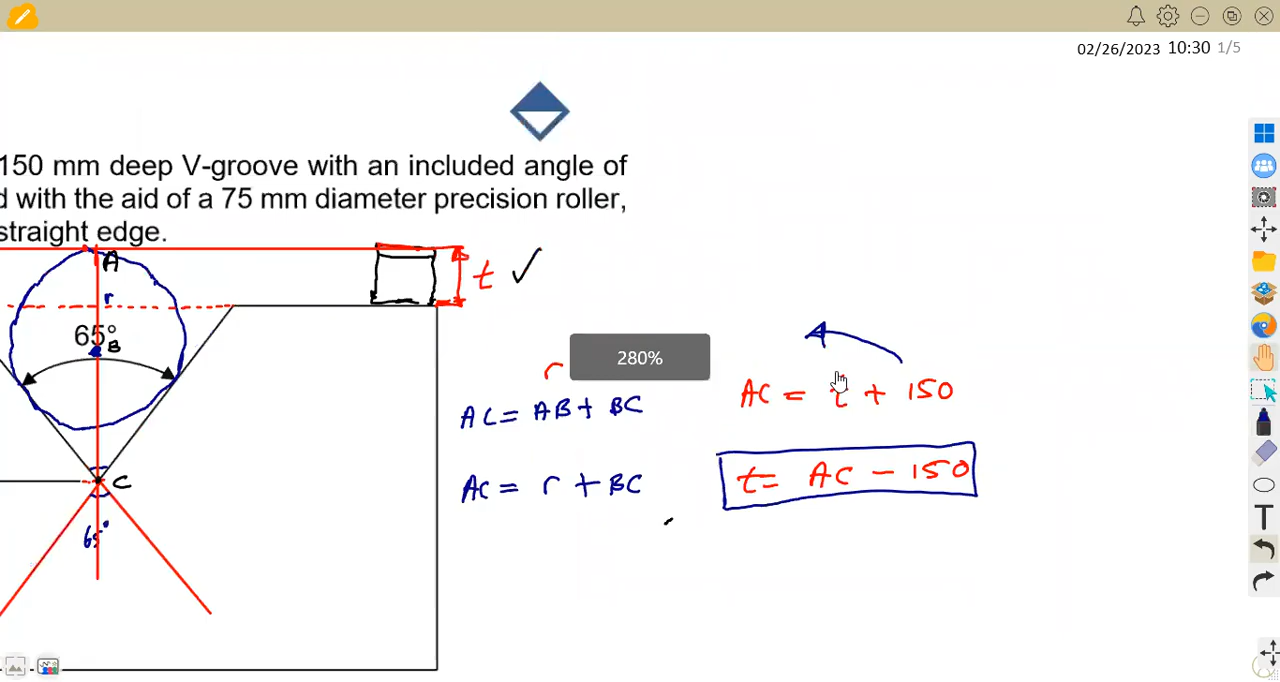 02/26/2023 10:30 1/5
150 mm deep V-groove with an included angle of
d with the aid of a 75 mm diameter precision roller,
straight edge.
A
t ✓
r
65°
B
280%
r
AC = AB + BC
AC = t + 150
C
AC = r + BC
t = AC - 150
65°
T